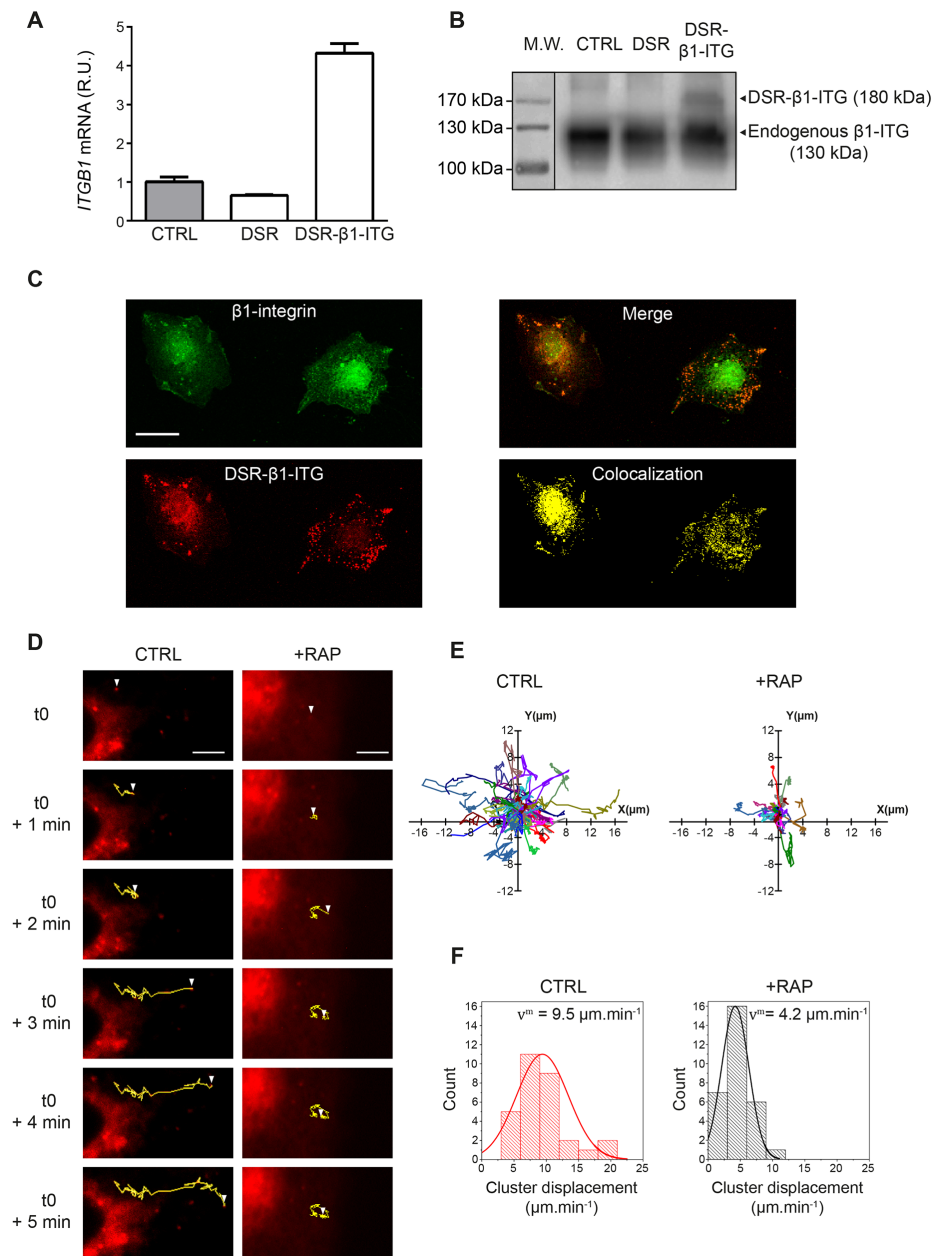 A
ITGB1 mRNA (R.U.)
5
4
3
2
1
0
CTRL
DSR
DSR-β1-ITG
B
M.W.
CTRL
DSR
DSR-
β1-ITG
170 kDa
130 kDa
100 kDa
DSR-β1-ITG (180 kDa)
Endogenous β1-ITG
(130 kDa)
C
β1-integrin
Merge
DSR-β1-ITG
Colocalization
D
CTRL
+RAP
t0
t0
+ 1 min
t0
+ 2 min
t0
+ 3 min
t0
+ 4 min
t0
+ 5 min
E
CTRL
+RAP
Y(µm)
12
8
4
X(µm)
-16 -12 -8 -4 4 8 12 16
-4
-8
-12
Y(µm)
12
8
4
X(µm)
-16 -12 -8 -4 4 8 12 16
-4
-8
-12
F
CTRL
+RAP
vᵐ = 9.5 µm.min⁻¹
Count
16
14
12
10
8
6
4
2
0
0 5 10 15 20 25
Cluster displacement
(µm.min⁻¹)
vᵐ= 4.2 µm.min⁻¹
Count
16
14
12
10
8
6
4
2
0
0 5 10 15 20 25
Cluster displacement
(µm.min⁻¹)